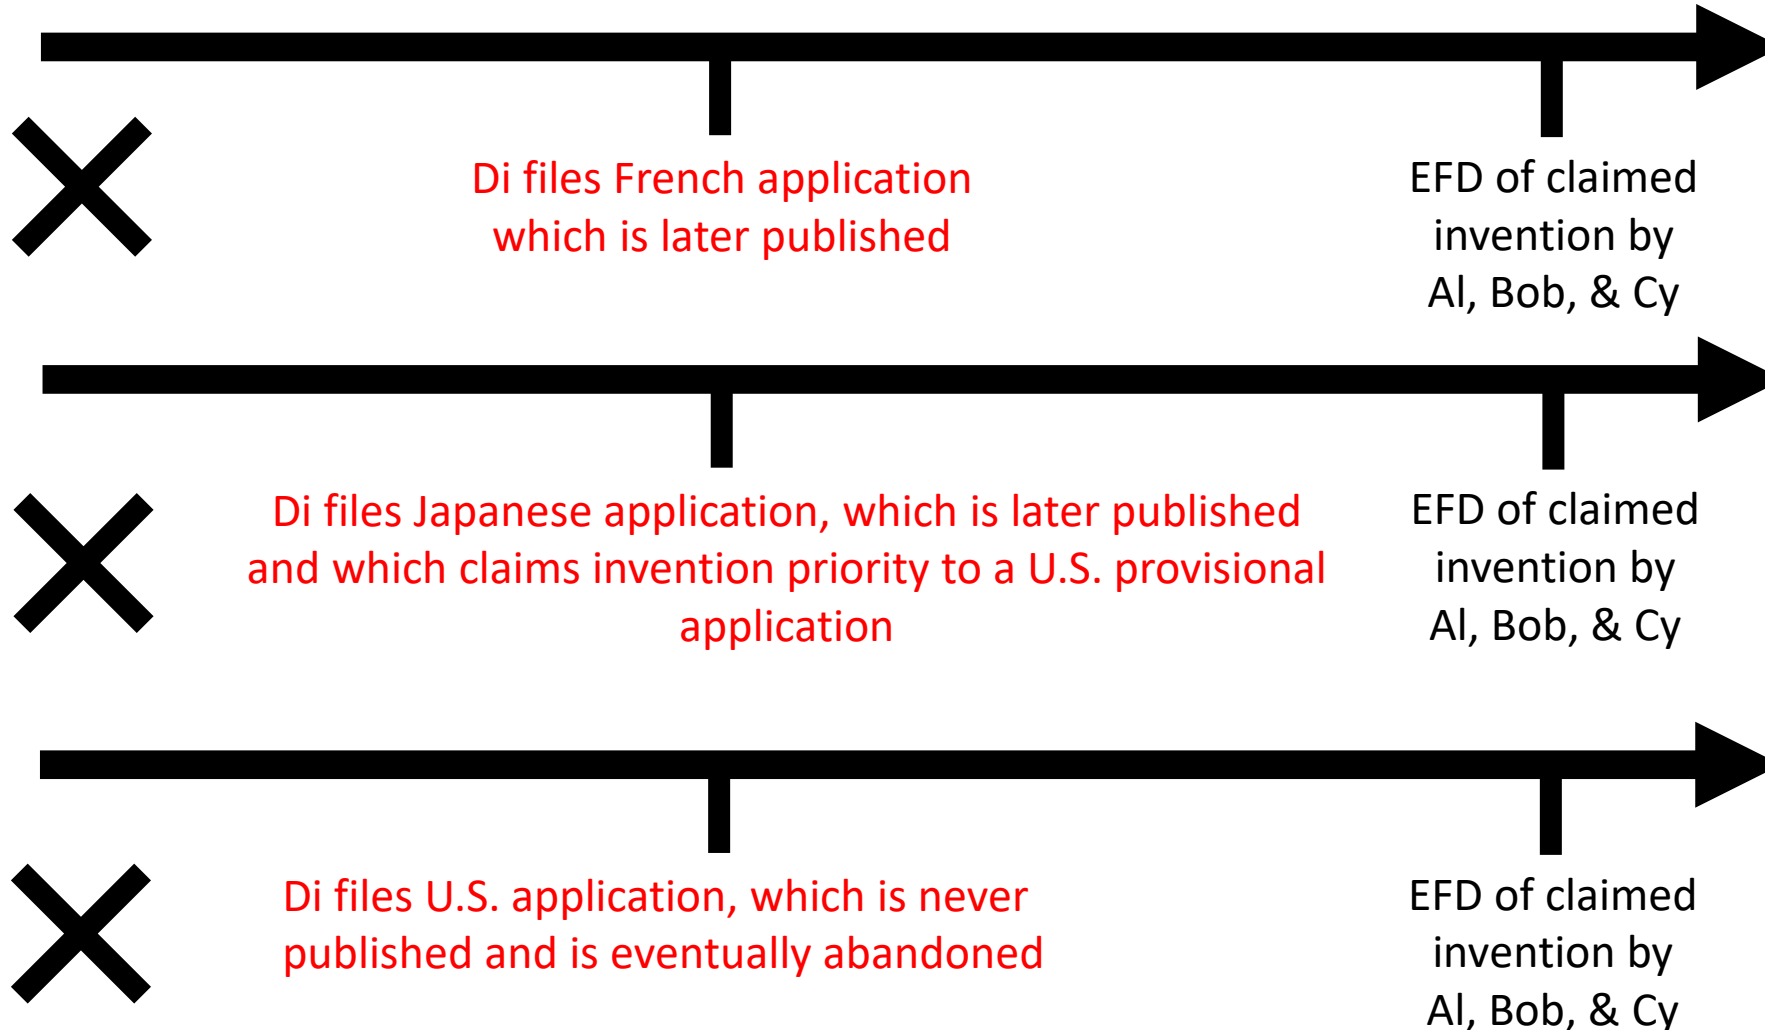 Di files French application
which is later published
EFD of claimed
invention by
Al, Bob, & Cy
Di files Japanese application, which is later published
and which claims invention priority to a U.S. provisional
application
EFD of claimed
invention by
Al, Bob, & Cy
Di files U.S. application, which is never
published and is eventually abandoned
EFD of claimed
invention by
Al, Bob, & Cy